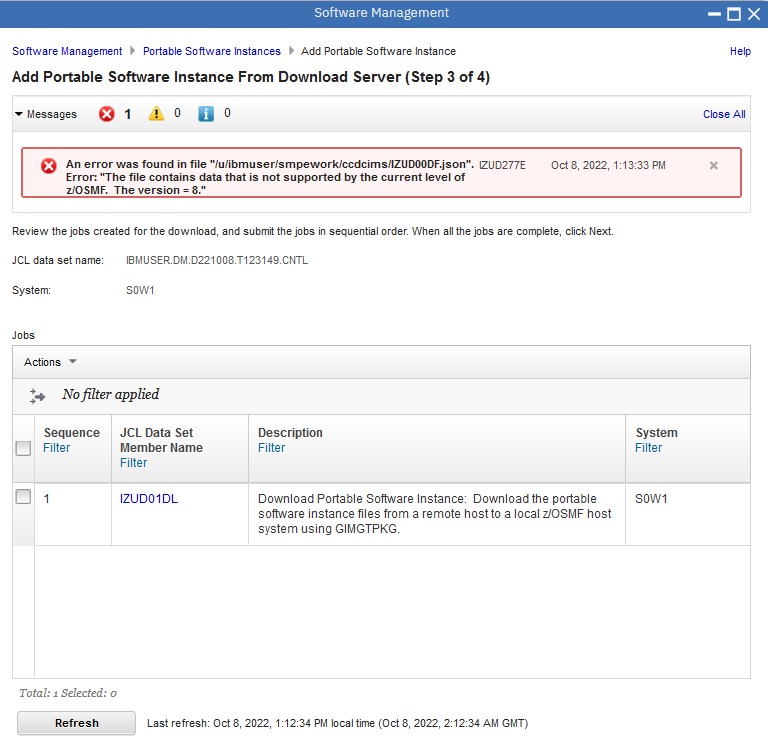 Software Management
Software Management Portable Software Instances Add Portable Software Instance Help
Add Portable Software Instance From Download Server (Step 3 of 4)
Messages 1 0 0 Close All
An error was found in file "/u/ibmuser/smpework/ccdcims/IZUD00DF.json". IZUD277E Oct 8, 2022, 1:13:33 PM
Error: "The file contains data that is not supported by the current level of
z/OSMF. The version = 8."
Review the jobs created for the download, and submit the jobs in sequential order. When all the jobs are complete, click Next.
JCL data set name: IBMUSER.DM.D221008.T123149.CNTL
System: S0W1
Jobs
Actions
No filter applied
Sequence JCL Data Set Description System
Filter Member Name Filter Filter
Filter
1 IZUD01DL Download Portable Software Instance: Download the portable S0W1
software instance files from a remote host to a local z/OSMF host
system using GIMGTPKG.
Total: 1 Selected: 0
Refresh Last refresh: Oct 8, 2022, 1:12:34 PM local time (Oct 8, 2022, 2:12:34 AM GMT)